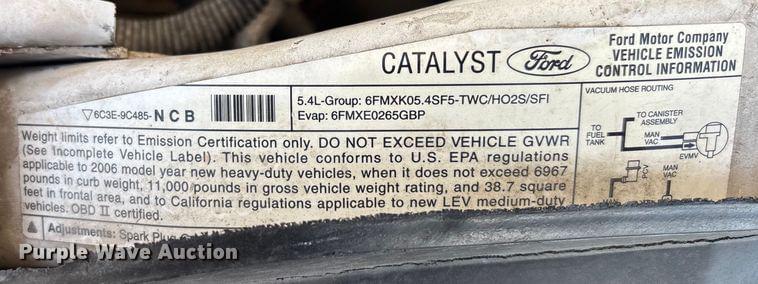 CATALYST
Ford
Ford Motor Company
VEHICLE EMISSION
CONTROL INFORMATION
6C3E-9C485-NCB
5.4L-Group: 6FMXK05.4SF5-TWC/HO2S/SFI
Evap: 6FMXE0265GBP
Weight limits refer to Emission Certification only. DO NOT EXCEED VEHICLE GVWR
(See Incomplete Vehicle Label). This vehicle conforms to U.S. EPA regulations
applicable to 2006 model year new heavy-duty vehicles, when it does not exceed 6967
pounds in curb weight, 11,000 pounds in gross vehicle weight rating, and 38.7 square
feet in frontal area, and to California regulations applicable to new LEV medium-duty
vehicles. OBD II certified.
Adjustments: Spark Plug
VACUUM HOSE ROUTING
TO CANISTER
ASSEMBLY
TO
FUEL
TANK
MAN
VAC
EVMV
PCV
MAN
VAC
Purple Wave Auction